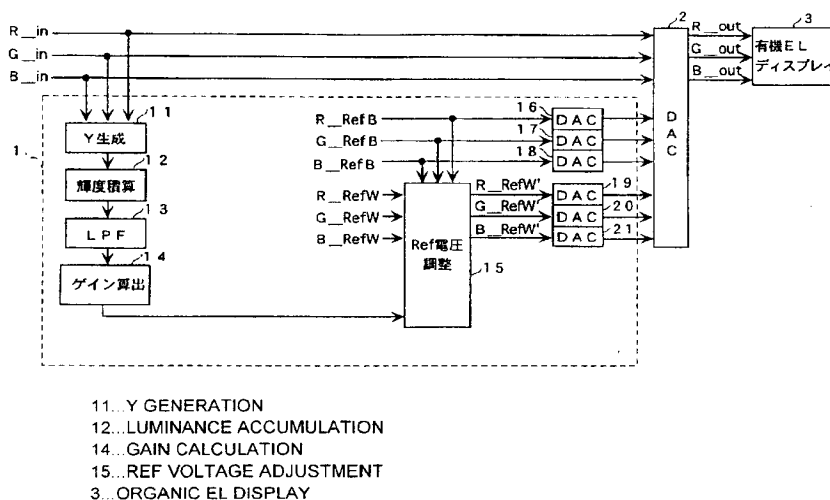 R_in
G_in
B_in
2
R_out
G_out
B_out
3
有機EL
ディスプレイ
DAC
1
11
Y生成
12
輝度積算
13
LPF
14
ゲイン算出
R_RefB
G_RefB
B_RefB
R_RefW
G_RefW
B_RefW
Ref電圧
調整
15
R_RefW'
G_RefW'
B_RefW'
16
DAC
17
DAC
18
DAC
19
DAC
20
DAC
21
DAC
11...Y GENERATION
12...LUMINANCE ACCUMULATION
14...GAIN CALCULATION
15...REF VOLTAGE ADJUSTMENT
3...ORGANIC EL DISPLAY